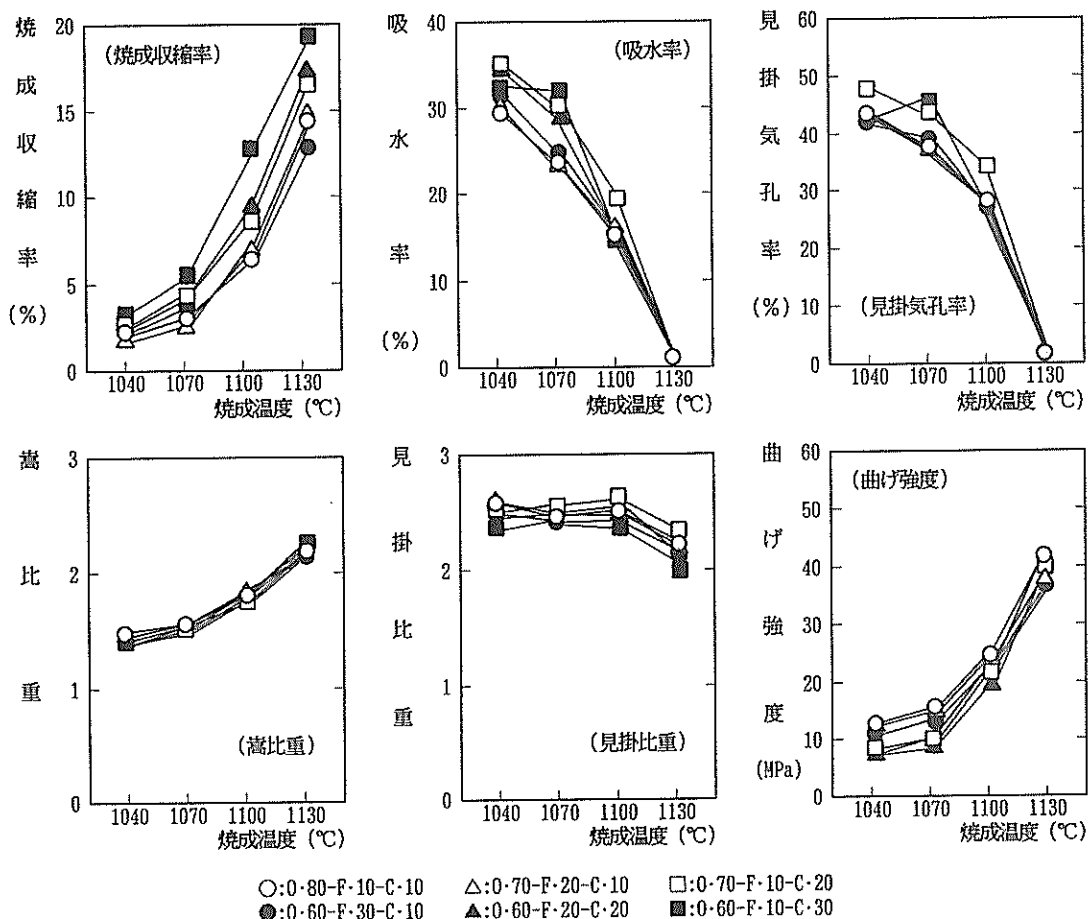 焼成収縮率(%)
20
15
10
5
0
(焼成収縮率)
1040 1070 1100 1130
焼成温度 (℃)
吸水率(%)
40
30
20
10
0
(吸水率)
1040 1070 1100 1130
焼成温度 (℃)
見掛気孔率(%)
60
50
40
30
20
10
0
(見掛気孔率)
1040 1070 1100 1130
焼成温度 (℃)
嵩比重
3
2
1
0
(嵩比重)
1040 1070 1100 1130
焼成温度 (℃)
見掛比重
3
2
1
0
(見掛比重)
1040 1070 1100 1130
焼成温度 (℃)
曲げ強度(MPa)
60
50
40
30
20
10
0
(曲げ強度)
1040 1070 1100 1130
焼成温度 (℃)
○:O·80-F·10-C·10 △:O·70-F·20-C·10 □:O·70-F·10-C·20
●:O·60-F·30-C·10 ▲:O·60-F·20-C·20 ■:O·60-F·10-C·30